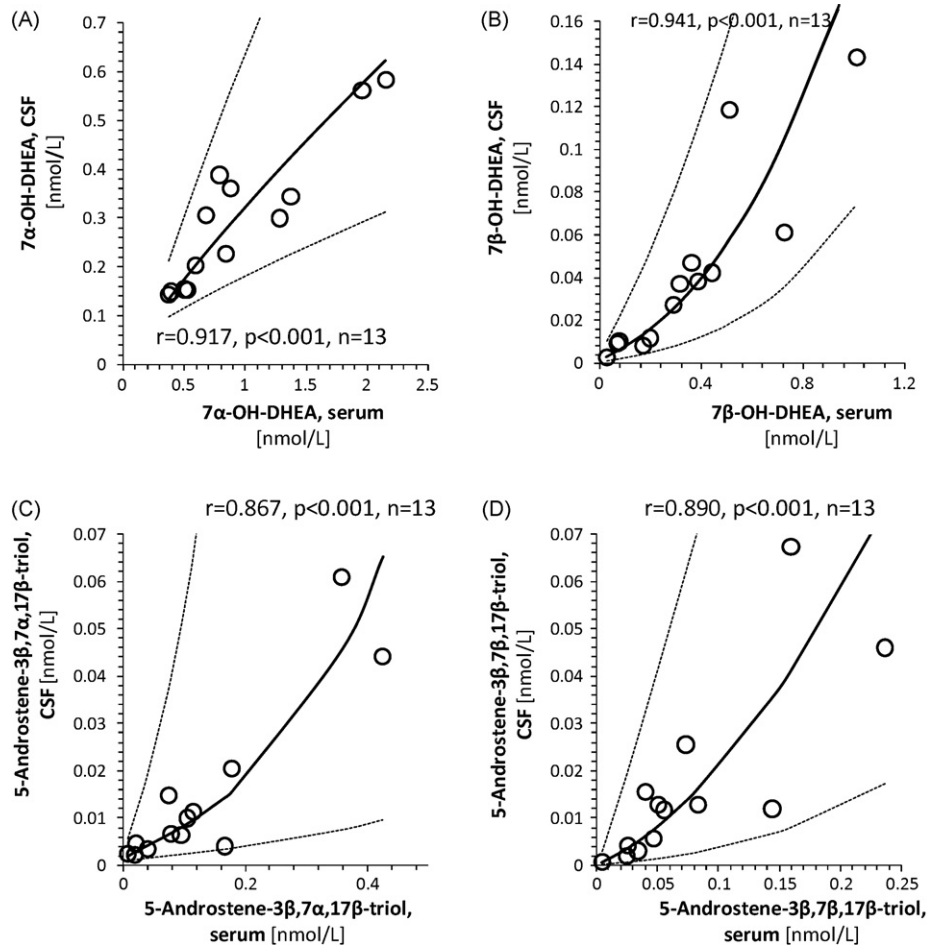 (A)
0.7
0.6
0.5
0.4
0.3
0.2
0.1
0
7α-OH-DHEA, CSF
[nmol/L]
r=0.917, p<0.001, n=13
0 0.5 1 1.5 2 2.5
7α-OH-DHEA, serum
[nmol/L]
(B)
r=0.941, p<0.001, n=13
0.16
0.12
0.08
0.04
0
7β-OH-DHEA, CSF
[nmol/L]
0 0.4 0.8 1.2
7β-OH-DHEA, serum
[nmol/L]
(C)
r=0.867, p<0.001, n=13
0.07
0.06
0.05
0.04
0.03
0.02
0.01
0
5-Androstene-3β,7α,17β-triol,
CSF [nmol/L]
0 0.2 0.4
5-Androstene-3β,7α,17β-triol,
serum [nmol/L]
(D)
r=0.890, p<0.001, n=13
0.07
0.06
0.05
0.04
0.03
0.02
0.01
0
5-Androstene-3β,7β,17β-triol,
CSF [nmol/L]
0 0.05 0.1 0.15 0.2 0.25
5-Androstene-3β,7β,17β-triol,
serum [nmol/L]